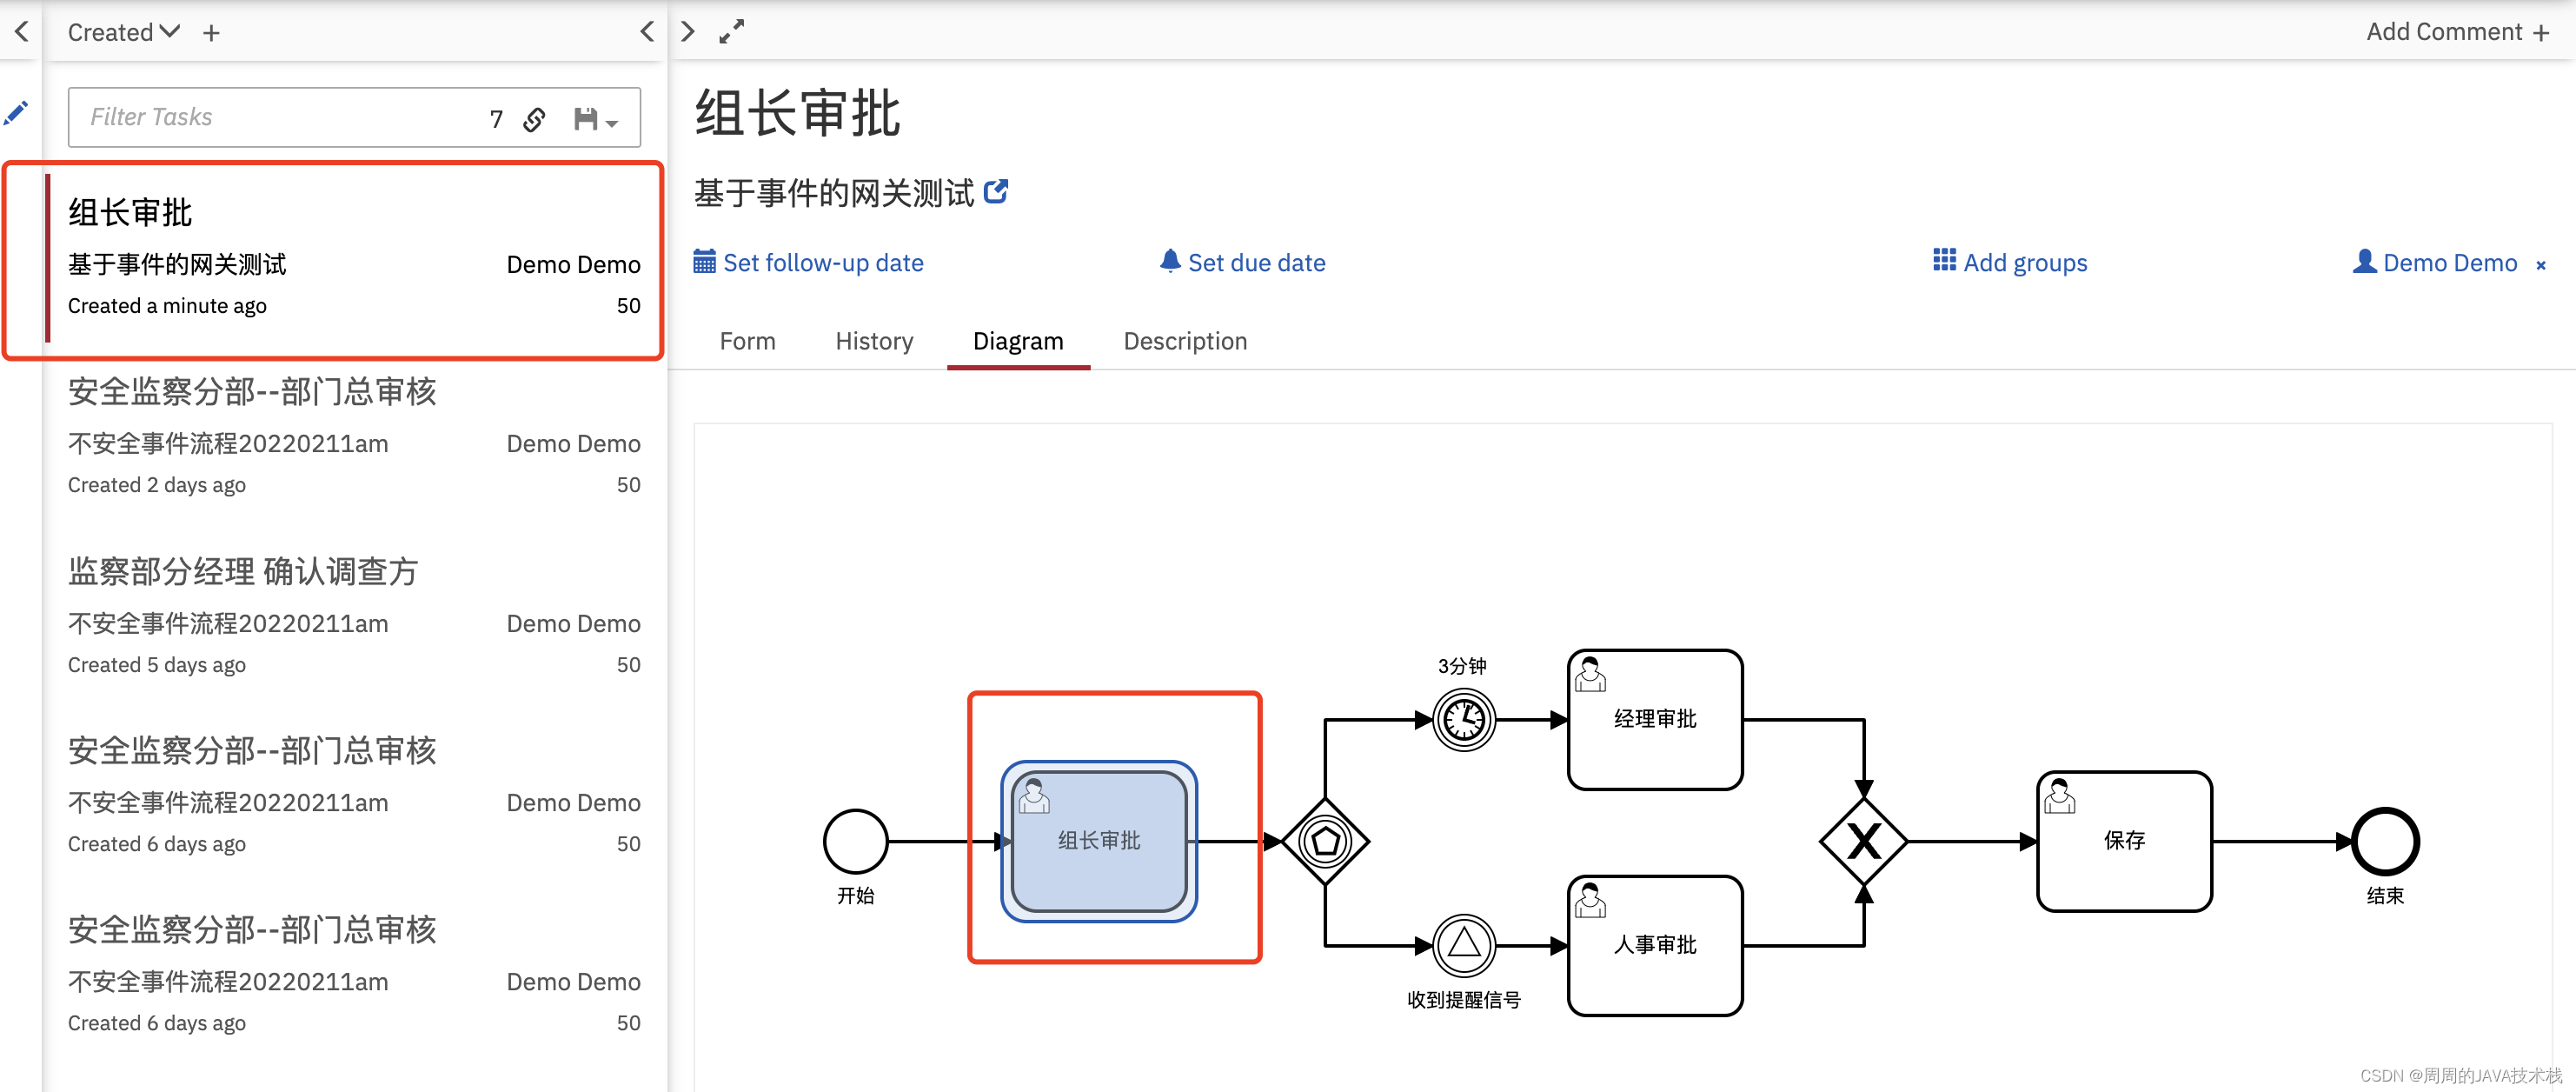 Created
Filter Tasks 7
组长审批
基于事件的网关测试 Demo Demo
Created a minute ago 50
安全监察分部--部门总审核
不安全事件流程20220211am Demo Demo
Created 2 days ago 50
监察部分经理 确认调查方
不安全事件流程20220211am Demo Demo
Created 5 days ago 50
安全监察分部--部门总审核
不安全事件流程20220211am Demo Demo
Created 6 days ago 50
安全监察分部--部门总审核
不安全事件流程20220211am Demo Demo
Created 6 days ago 50
Add Comment +
组长审批
基于事件的网关测试
Set follow-up date Set due date Add groups Demo Demo ×
Form History Diagram Description
3分钟
经理审批
组长审批
保存
开始
结束
人事审批
收到提醒信号
CSDN @周周的JAVA技术栈